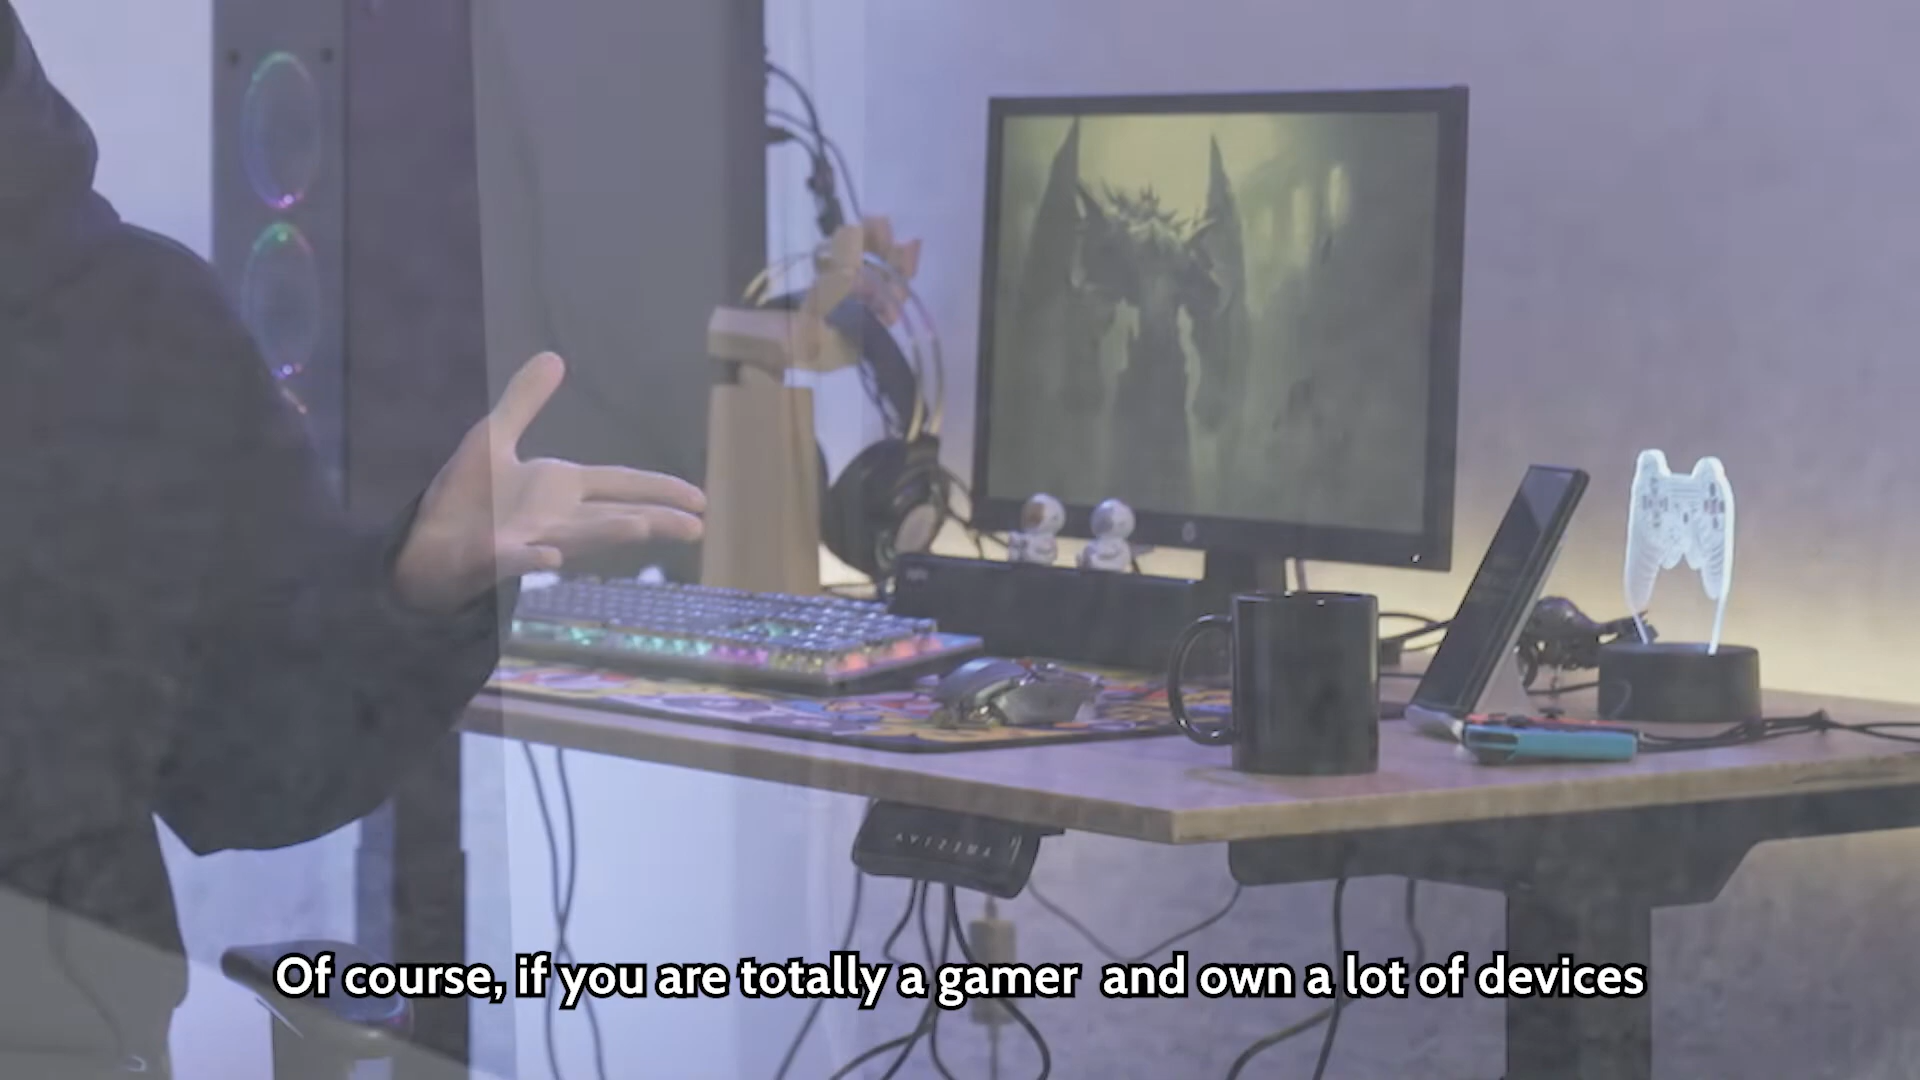 Of course, if you are totally a gamer and own a lot of devices